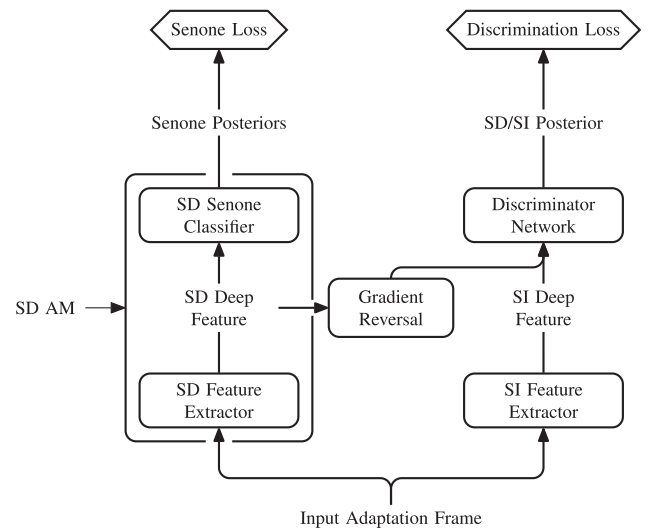 Senone Loss
Discrimination Loss
Senone Posteriors
SD/SI Posterior
SD Senone
Classifier
Discriminator
Network
SD AM
SD Deep
Feature
Gradient
Reversal
SI Deep
Feature
SD Feature
Extractor
SI Feature
Extractor
Input Adaptation Frame